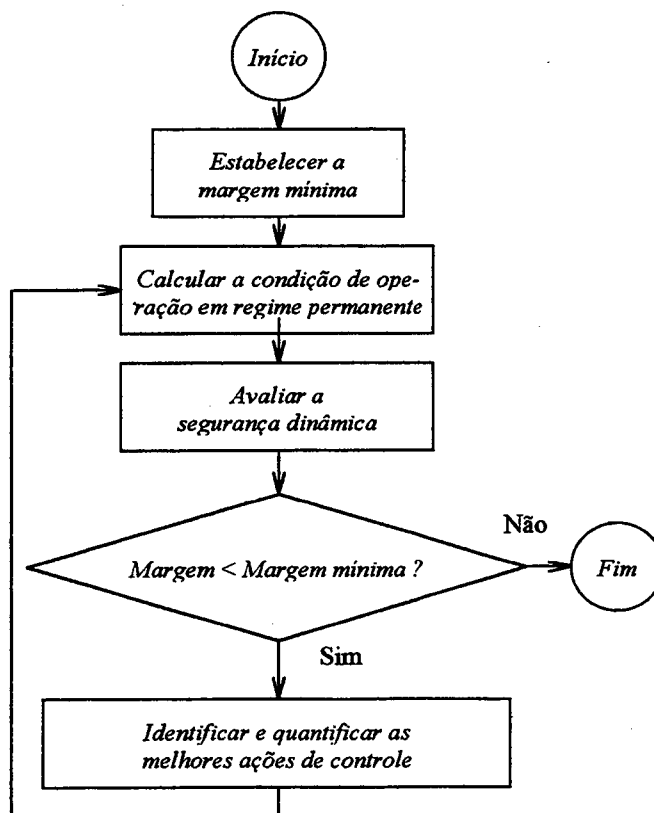 Início
Estabelecer a
margem mínima
Calcular a condição de ope-
ração em regime permanente
Avaliar a
segurança dinâmica
Não
Margem < Margem mínima ?
Fim
Sim
Identificar e quantificar as
melhores ações de controle